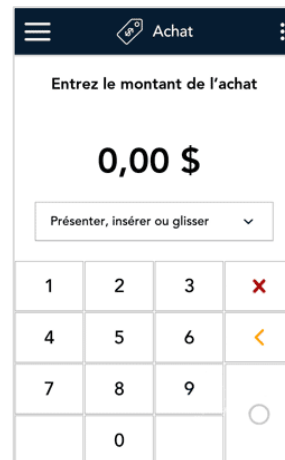 Achat
Entrez le montant de l'achat
0,00 $
Présenter, insérer ou glisser
1 2 3
4 5 6
7 8 9
0